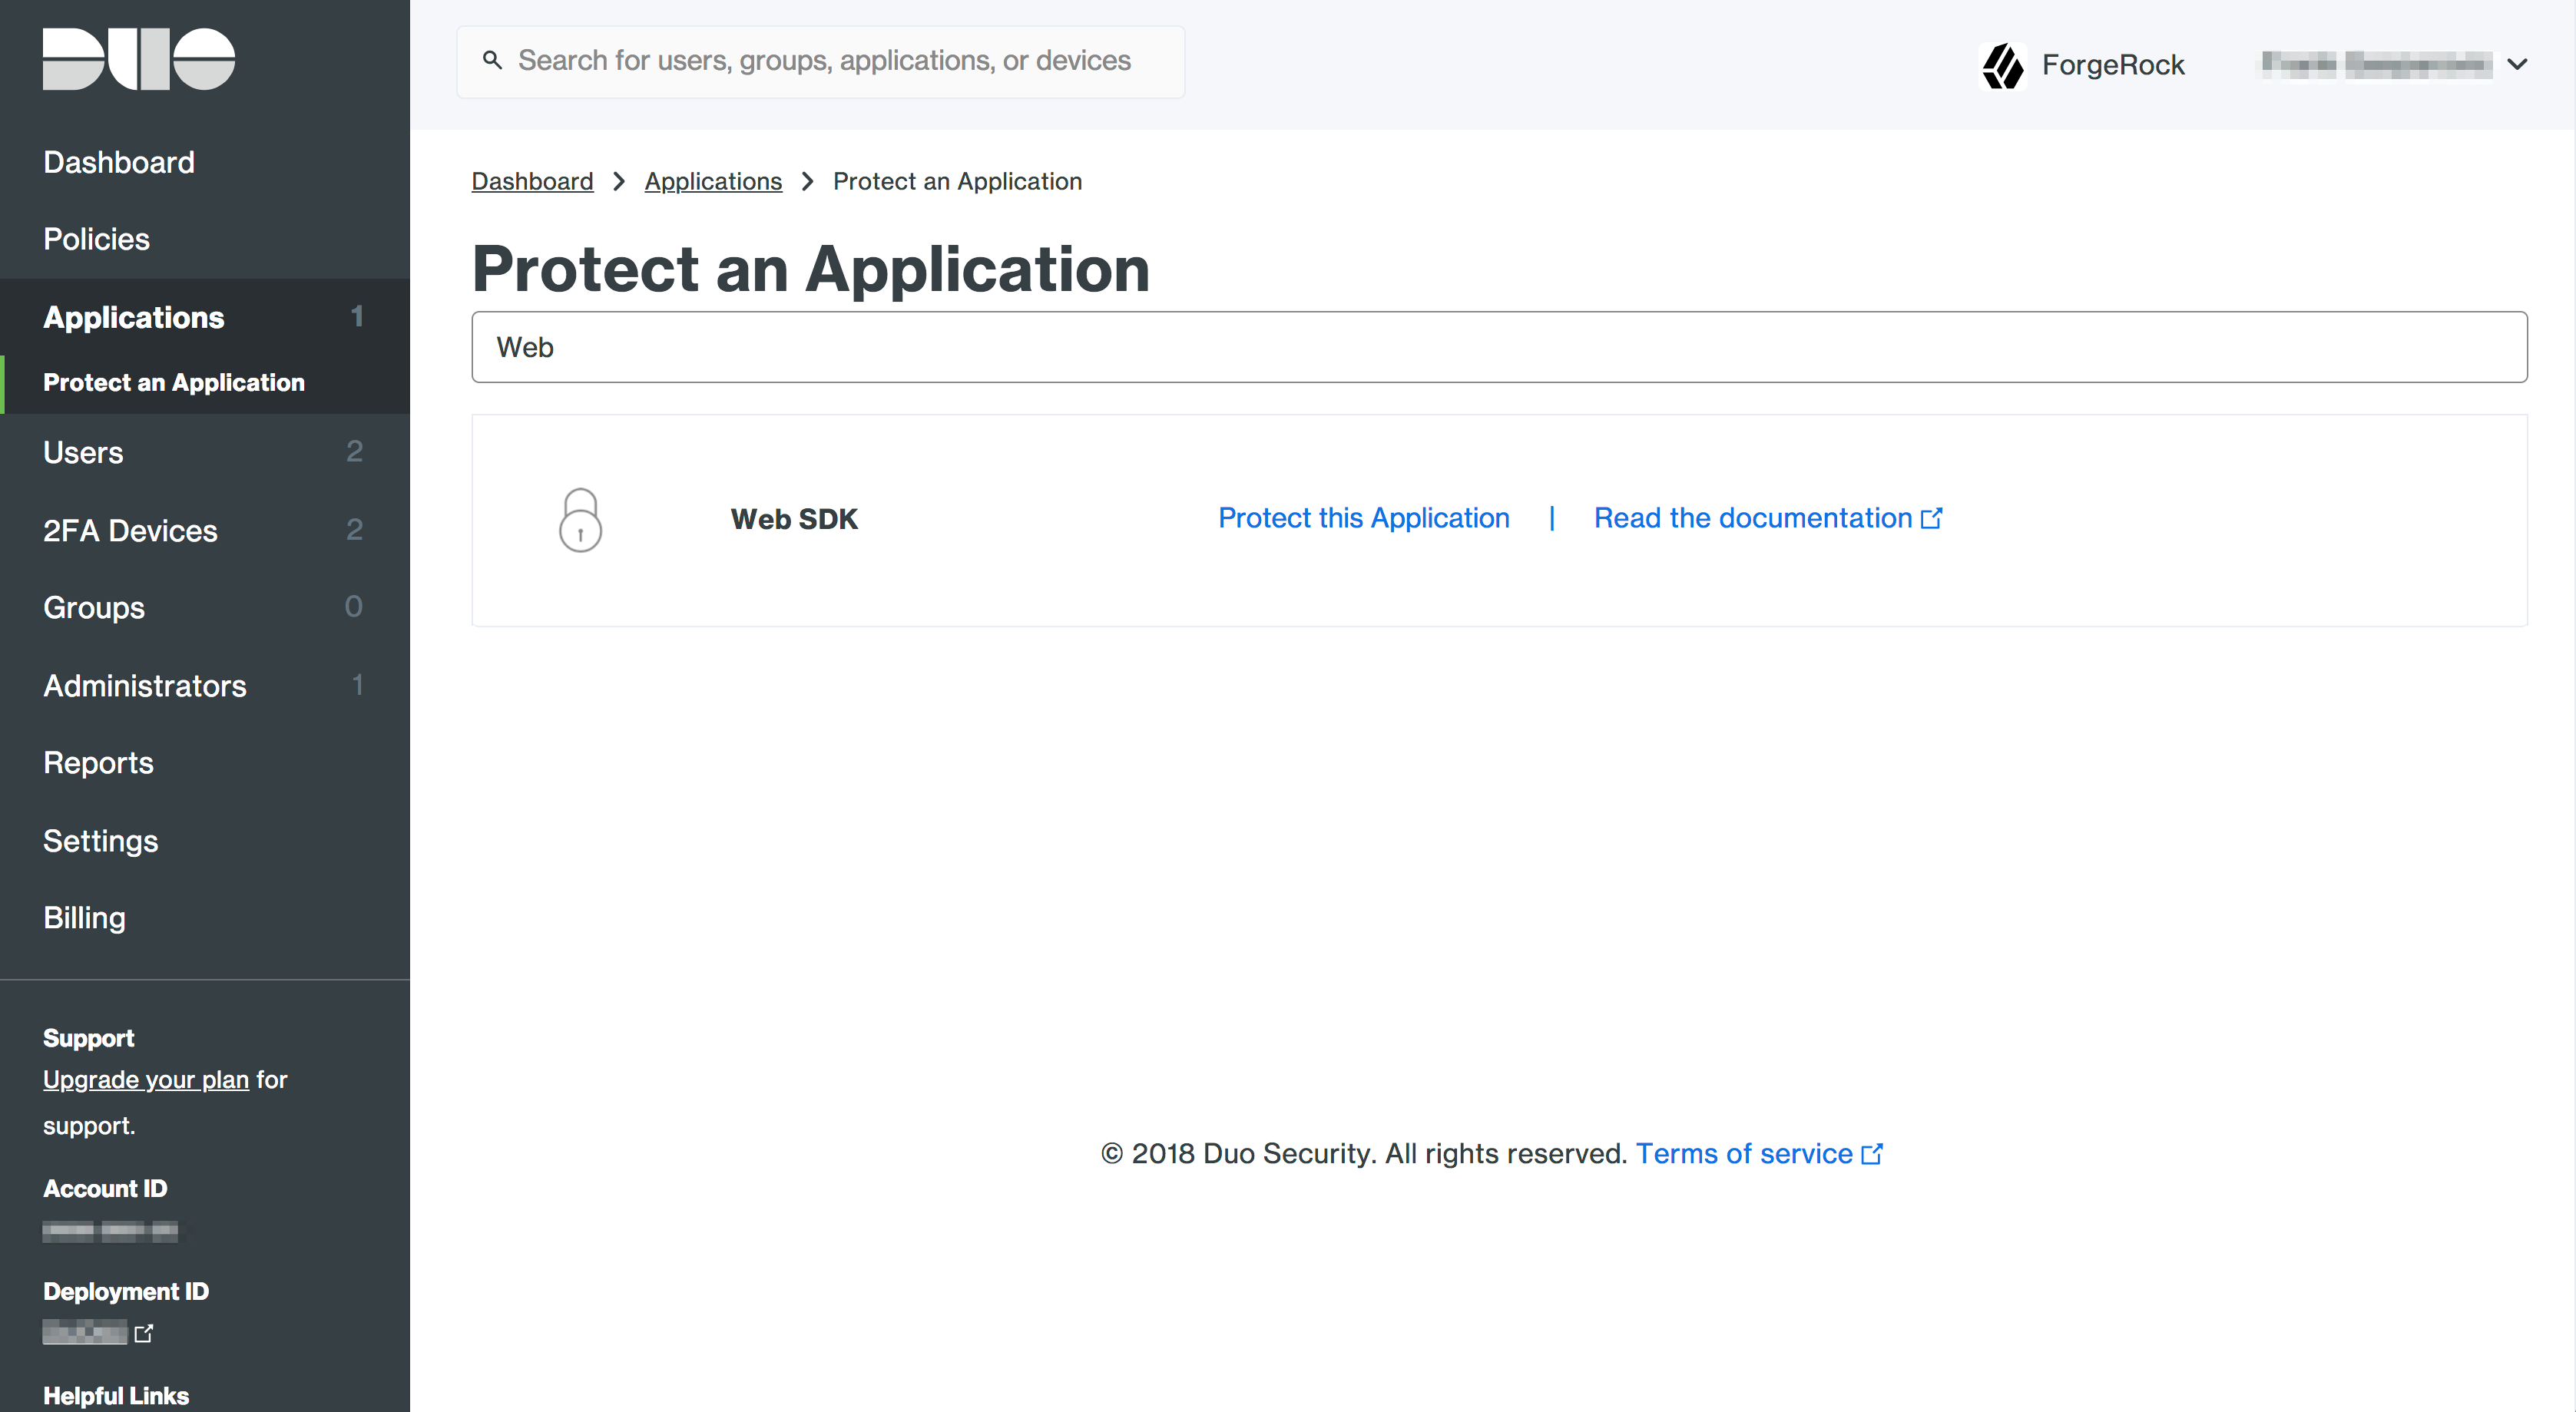 DUO
Search for users, groups, applications, or devices
ForgeRock
Dashboard
Policies
Applications 1
Protect an Application
Users 2
2FA Devices 2
Groups 0
Administrators 1
Reports
Settings
Billing
Support
Upgrade your plan for
support.
Account ID
Deployment ID
Helpful Links
Dashboard > Applications > Protect an Application
Protect an Application
Web
Web SDK Protect this Application | Read the documentation
© 2018 Duo Security. All rights reserved. Terms of service